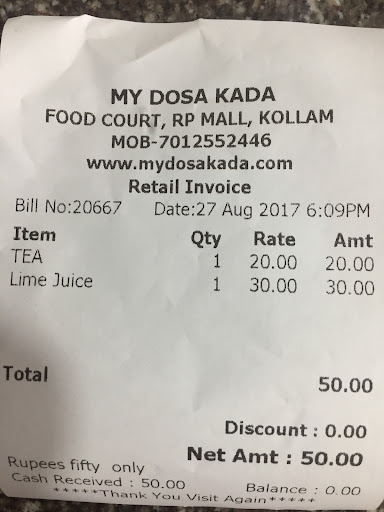 MY DOSA KADA
FOOD COURT, RP MALL, KOLLAM
MOB-7012552446
www.mydosakada.com
Retail Invoice
Bill No:20667 Date:27 Aug 2017 6:09PM
Item Qty Rate Amt
TEA 1 20.00 20.00
Lime Juice 1 30.00 30.00
Total 50.00
Discount : 0.00
Net Amt : 50.00
Rupees fifty only
Cash Received : 50.00 Balance : 0.00
*****Thank You Visit Again*****